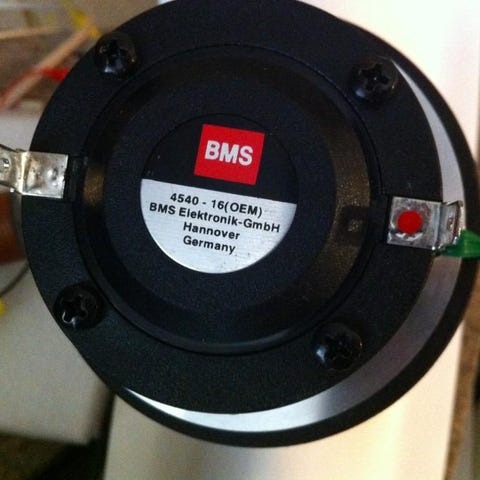 BMS
4540 - 16(OEM)
BMS Elektronik-GmbH
Hannover
Germany